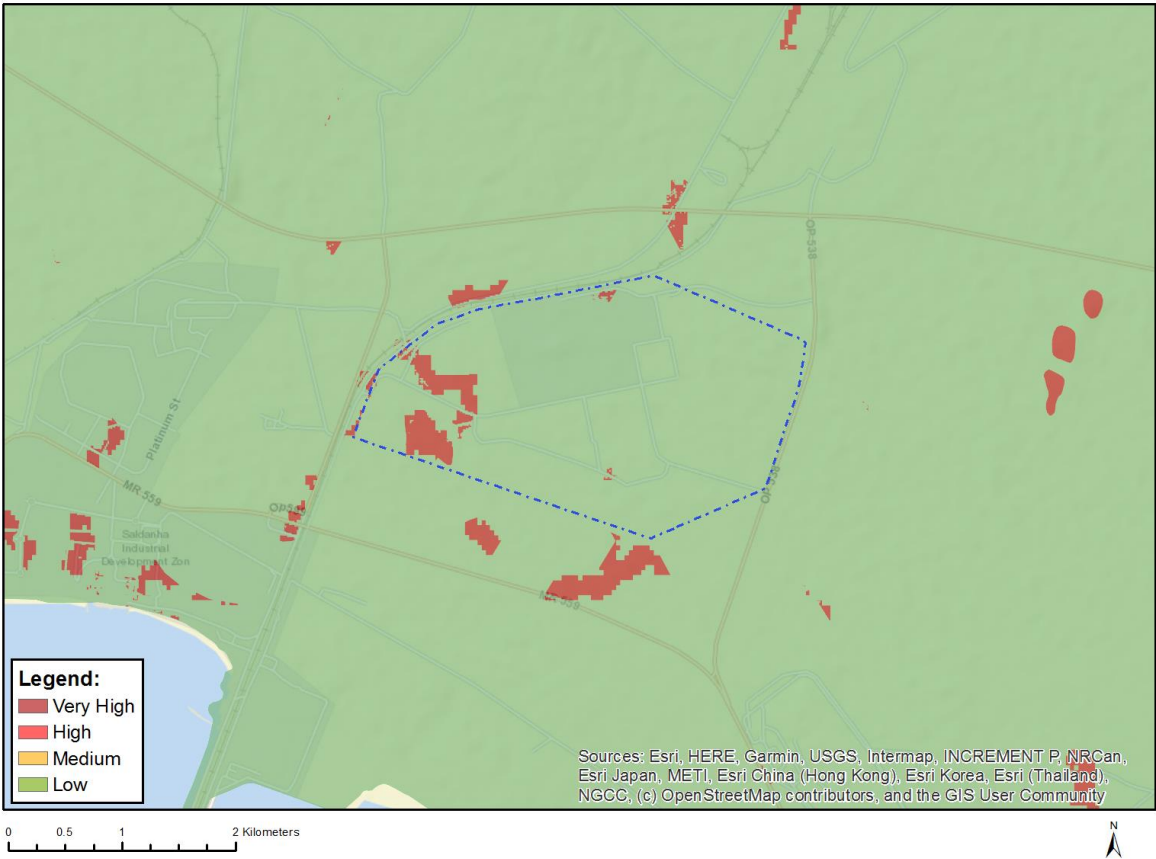 OP 538
Platinum St
MR 559
OP538
Saldanha
Industrial
Development Zon
MR 559
Legend:
Very High
High
Medium
Low
Sources: Esri, HERE, Garmin, USGS, Intermap, INCREMENT P, NRCan,
Esri Japan, METI, Esri China (Hong Kong), Esri Korea, Esri (Thailand),
NGCC, (c) OpenStreetMap contributors, and the GIS User Community
0 0.5 1 2 Kilometers
N